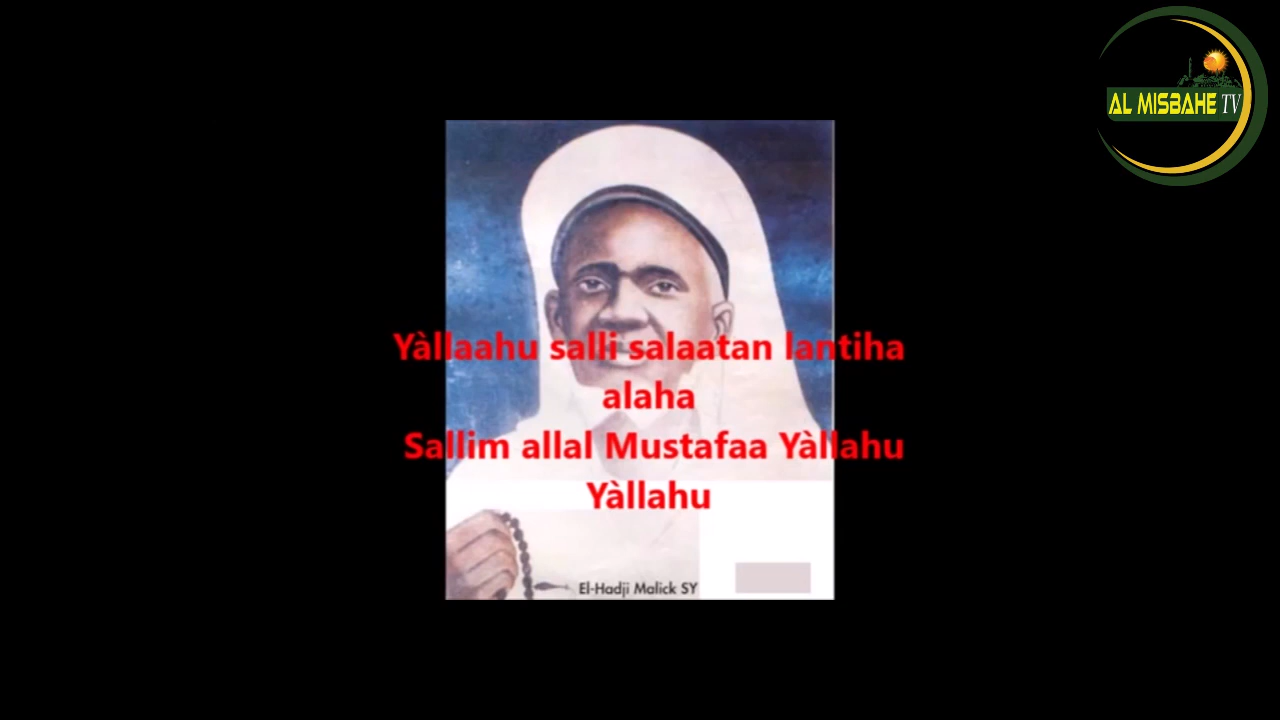 AL MISBAHE TV
Yàllaahu salli salaatan lantiha
alaha
Sallim allal Mustafaa Yàllahu
Yàllahu
El-Hadji Malick SY